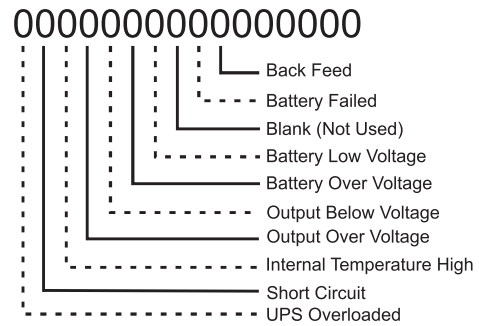 0000000000000000
Back Feed
Battery Failed
Blank (Not Used)
Battery Low Voltage
Battery Over Voltage
Output Below Voltage
Output Over Voltage
Internal Temperature High
Short Circuit
UPS Overloaded